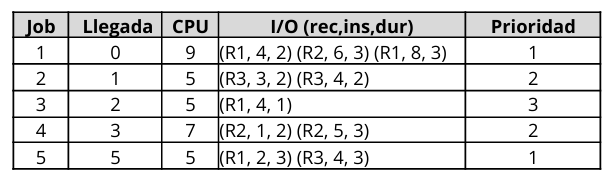 Job Llegada CPU I/O (rec,ins,dur) Prioridad
1 0 9 (R1, 4, 2) (R2, 6, 3) (R1, 8, 3) 1
2 1 5 (R3, 3, 2) (R3, 4, 2) 2
3 2 5 (R1, 4, 1) 3
4 3 7 (R2, 1, 2) (R2, 5, 3) 2
5 5 5 (R1, 2, 3) (R3, 4, 3) 1